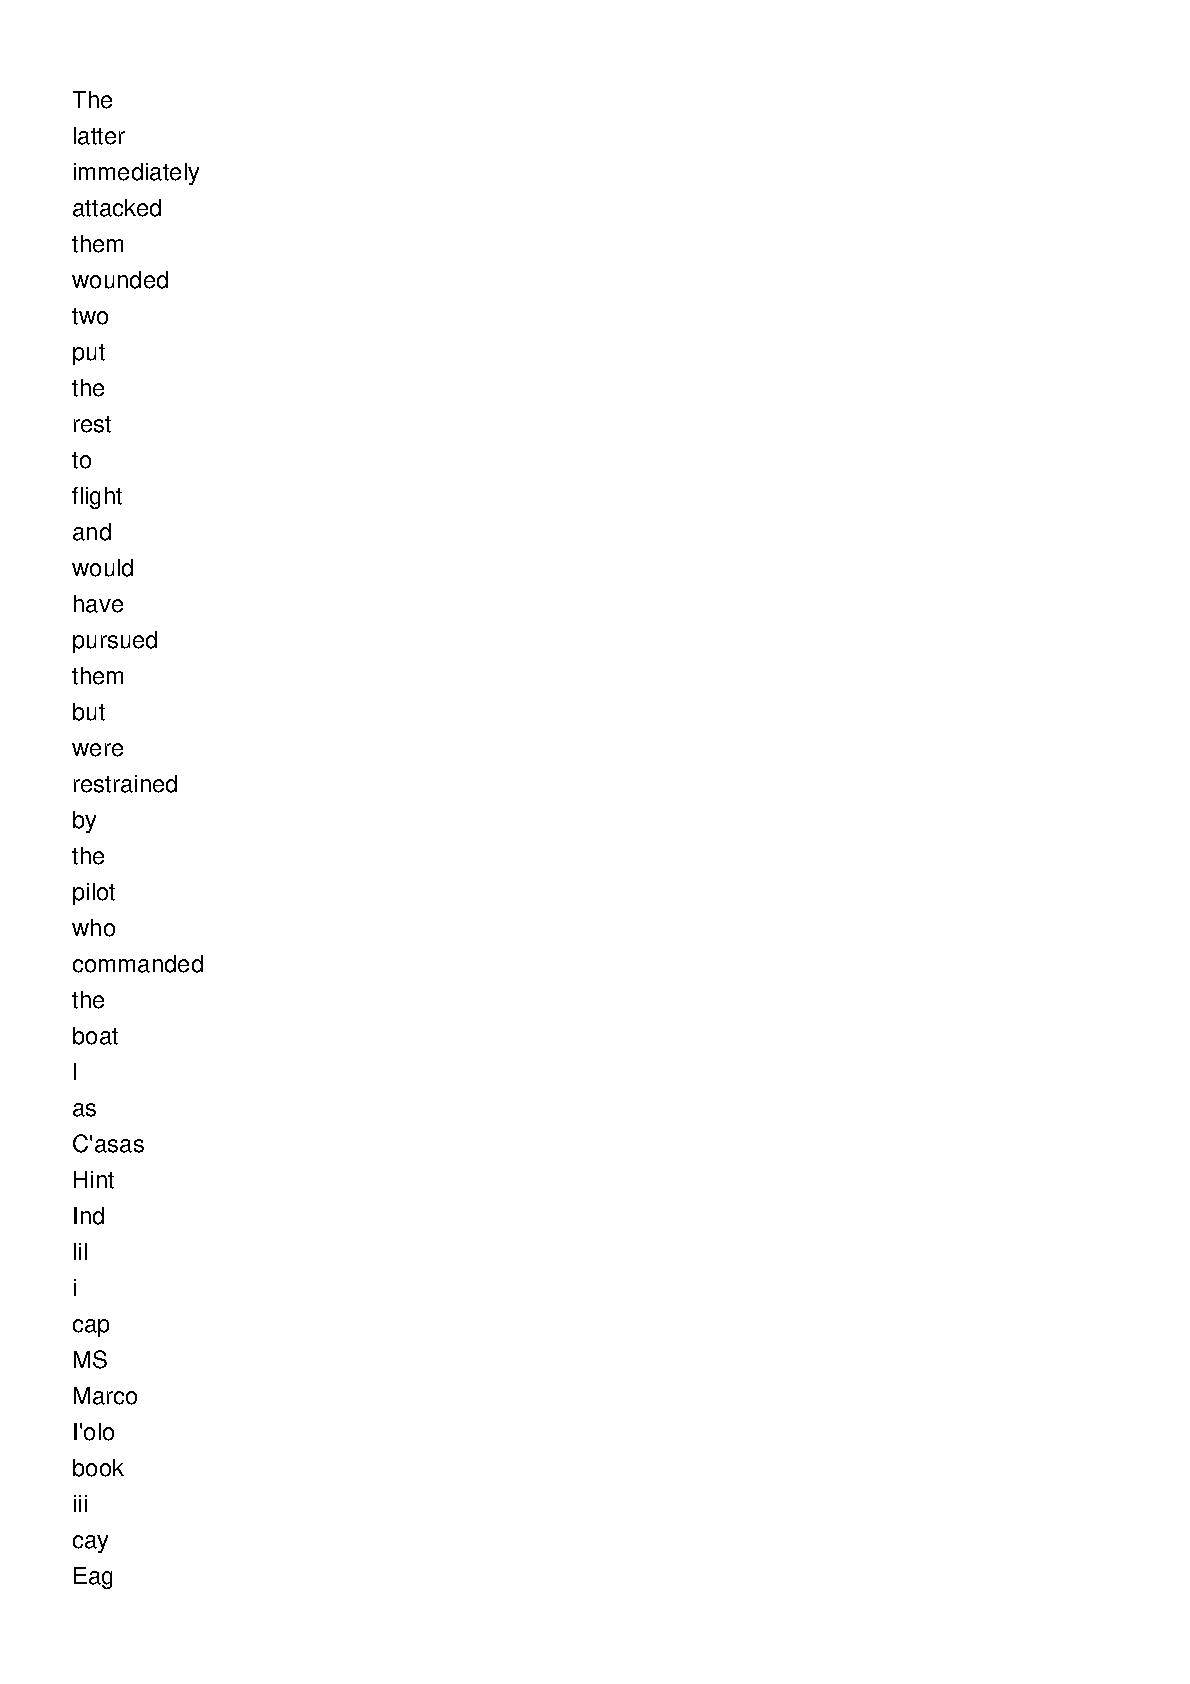 The
latter
immediately
attacked
them
wounded
two
put
the
rest
to
flight
and
would
have
pursued
them
but
were
restrained
by
the
pilot
who
commanded
the
boat
I
as
C'asas
Hint
Ind
lil
i
cap
MS
Marco
I'olo
book
iii
cay
Eag